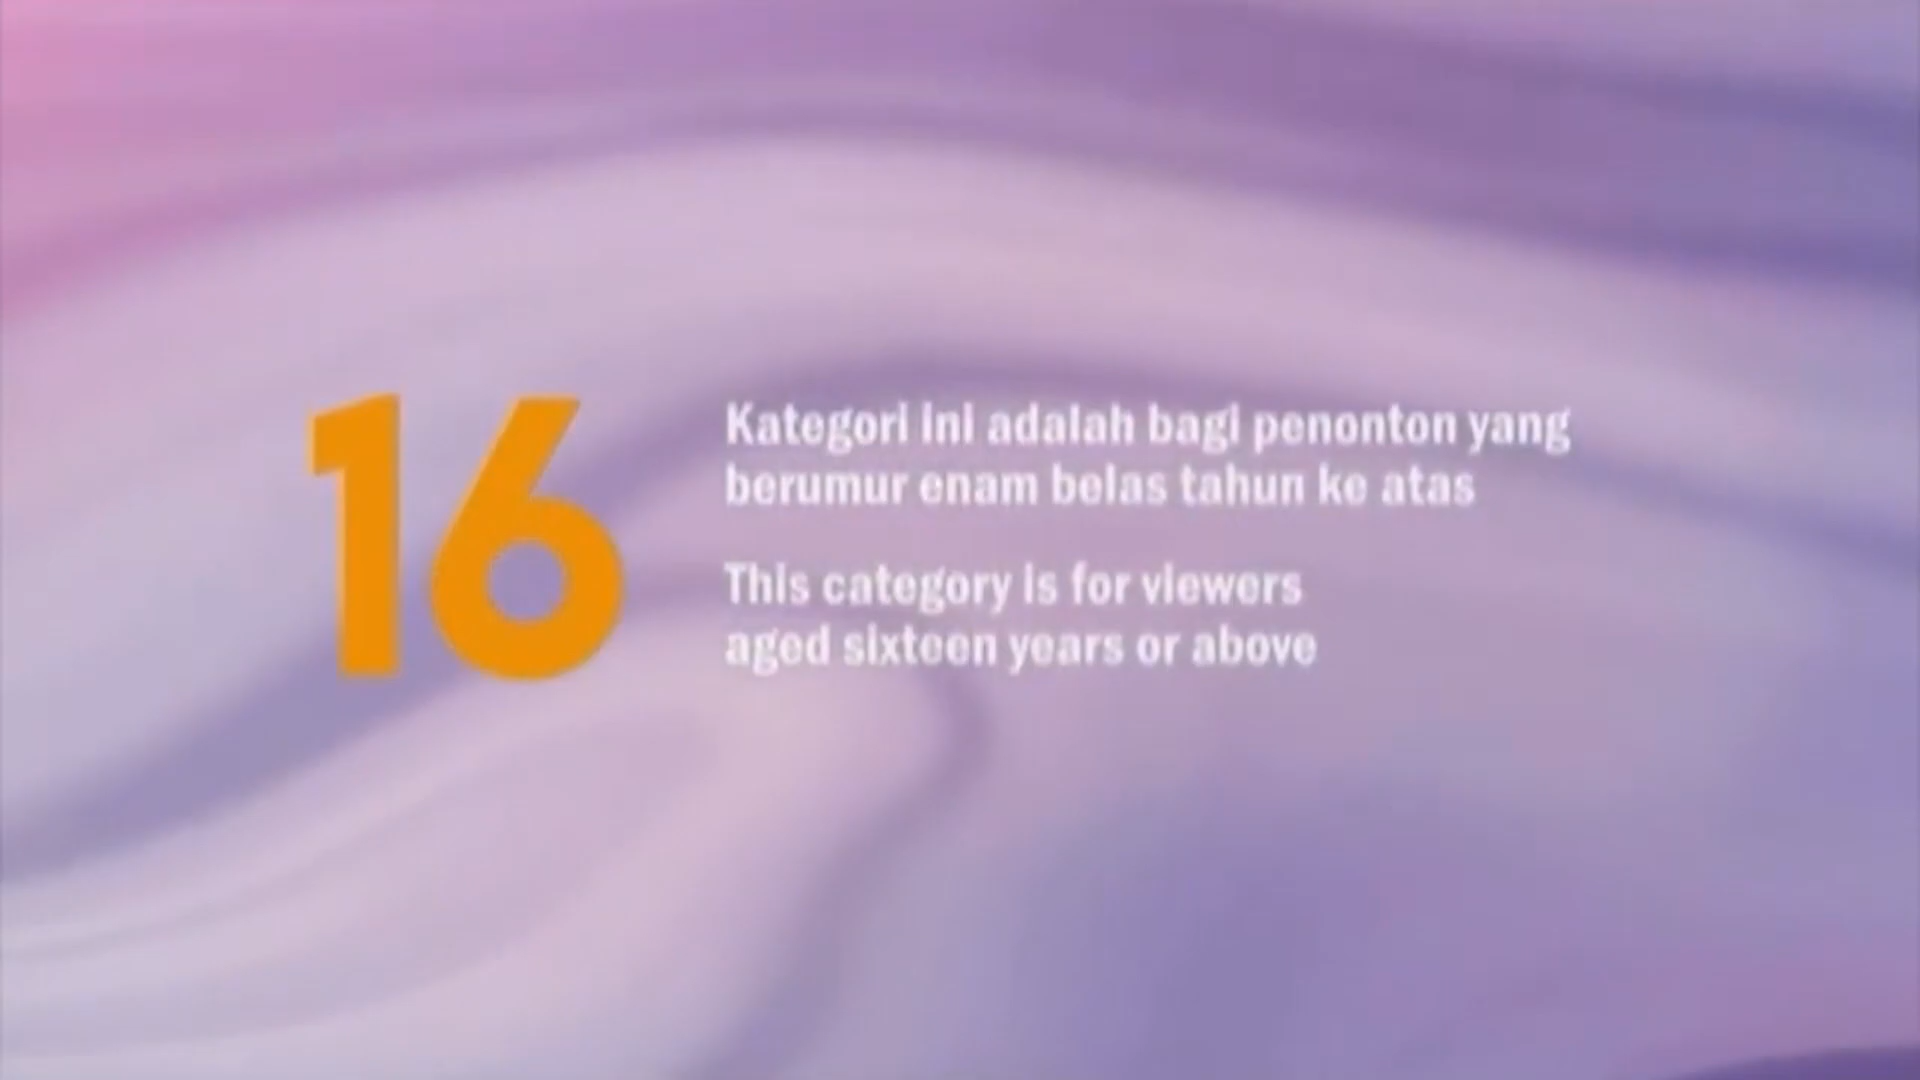 16
Kategori ini adalah bagi penonton yang
berumur enam belas tahun ke atas
This category is for viewers
aged sixteen years or above